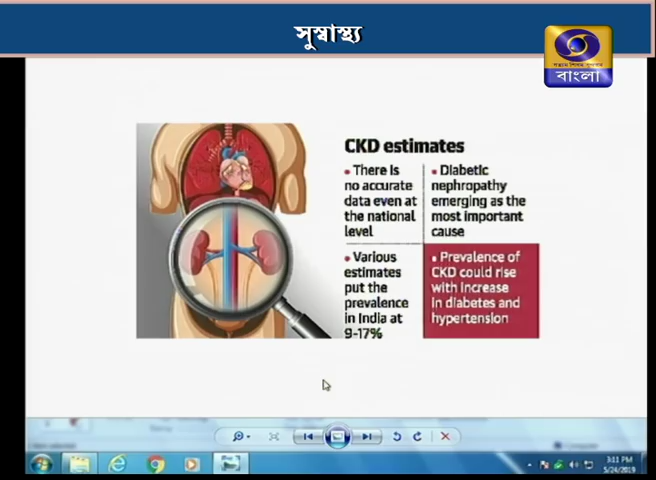 সুস্বাস্থ্য
বাংলা
CKD estimates
• There is
no accurate
data even at
the national
level
• Diabetic
nephropathy
emerging as the
most important
cause
• Various
estimates
put the
prevalence
in India at
9-17%
• Prevalence of
CKD could rise
with increase
in diabetes and
hypertension
3:11 PM
5/24/2019